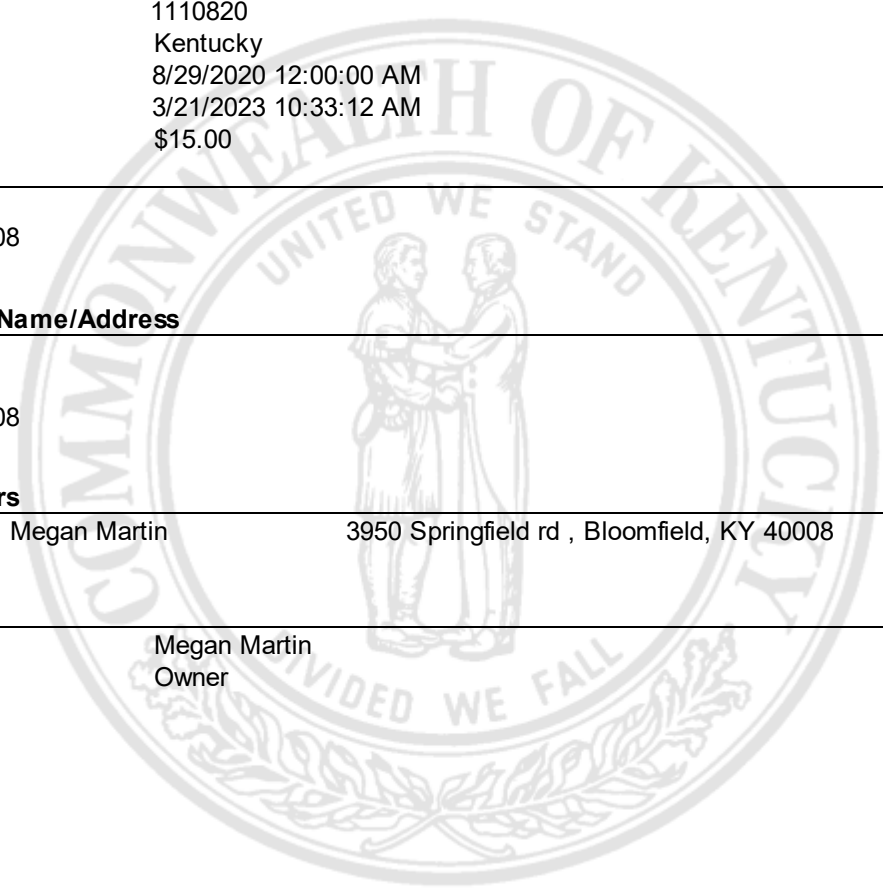 1110820
Kentucky
8/29/2020 12:00:00 AM
3/21/2023 10:33:12 AM
$15.00
08
Name/Address
08
rs
Megan Martin 3950 Springfield rd , Bloomfield, KY 40008
Megan Martin
Owner
COMMONWEALTH OF KENTUCKY
UNITED WE STAND
DIVIDED WE FALL